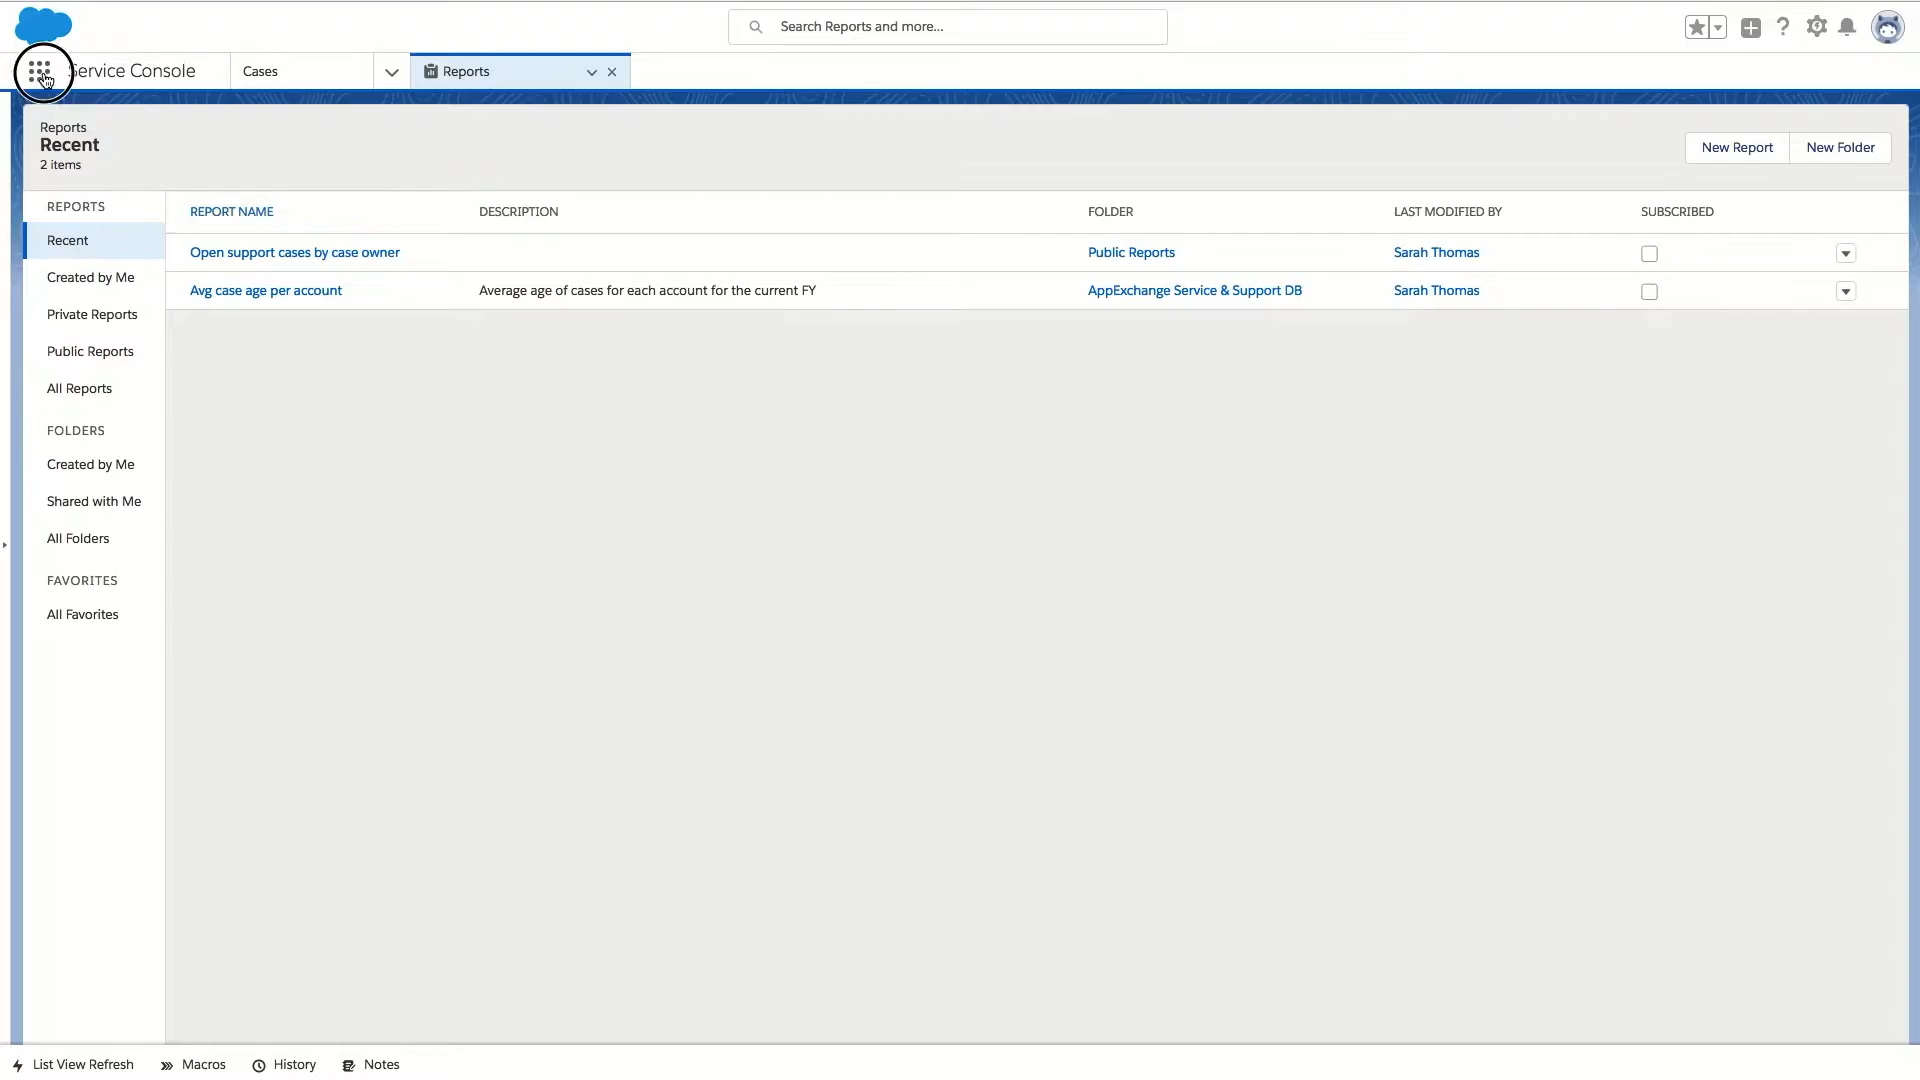 Search Reports and more...
Service Console
Cases
Reports
Reports
Recent
2 items
New Report
New Folder
REPORTS
Recent
Created by Me
Private Reports
Public Reports
All Reports
FOLDERS
Created by Me
Shared with Me
All Folders
FAVORITES
All Favorites
REPORT NAME DESCRIPTION FOLDER LAST MODIFIED BY SUBSCRIBED
Open support cases by case owner Public Reports Sarah Thomas
Avg case age per account Average age of cases for each account for the current FY AppExchange Service & Support DB Sarah Thomas
List View Refresh Macros History Notes